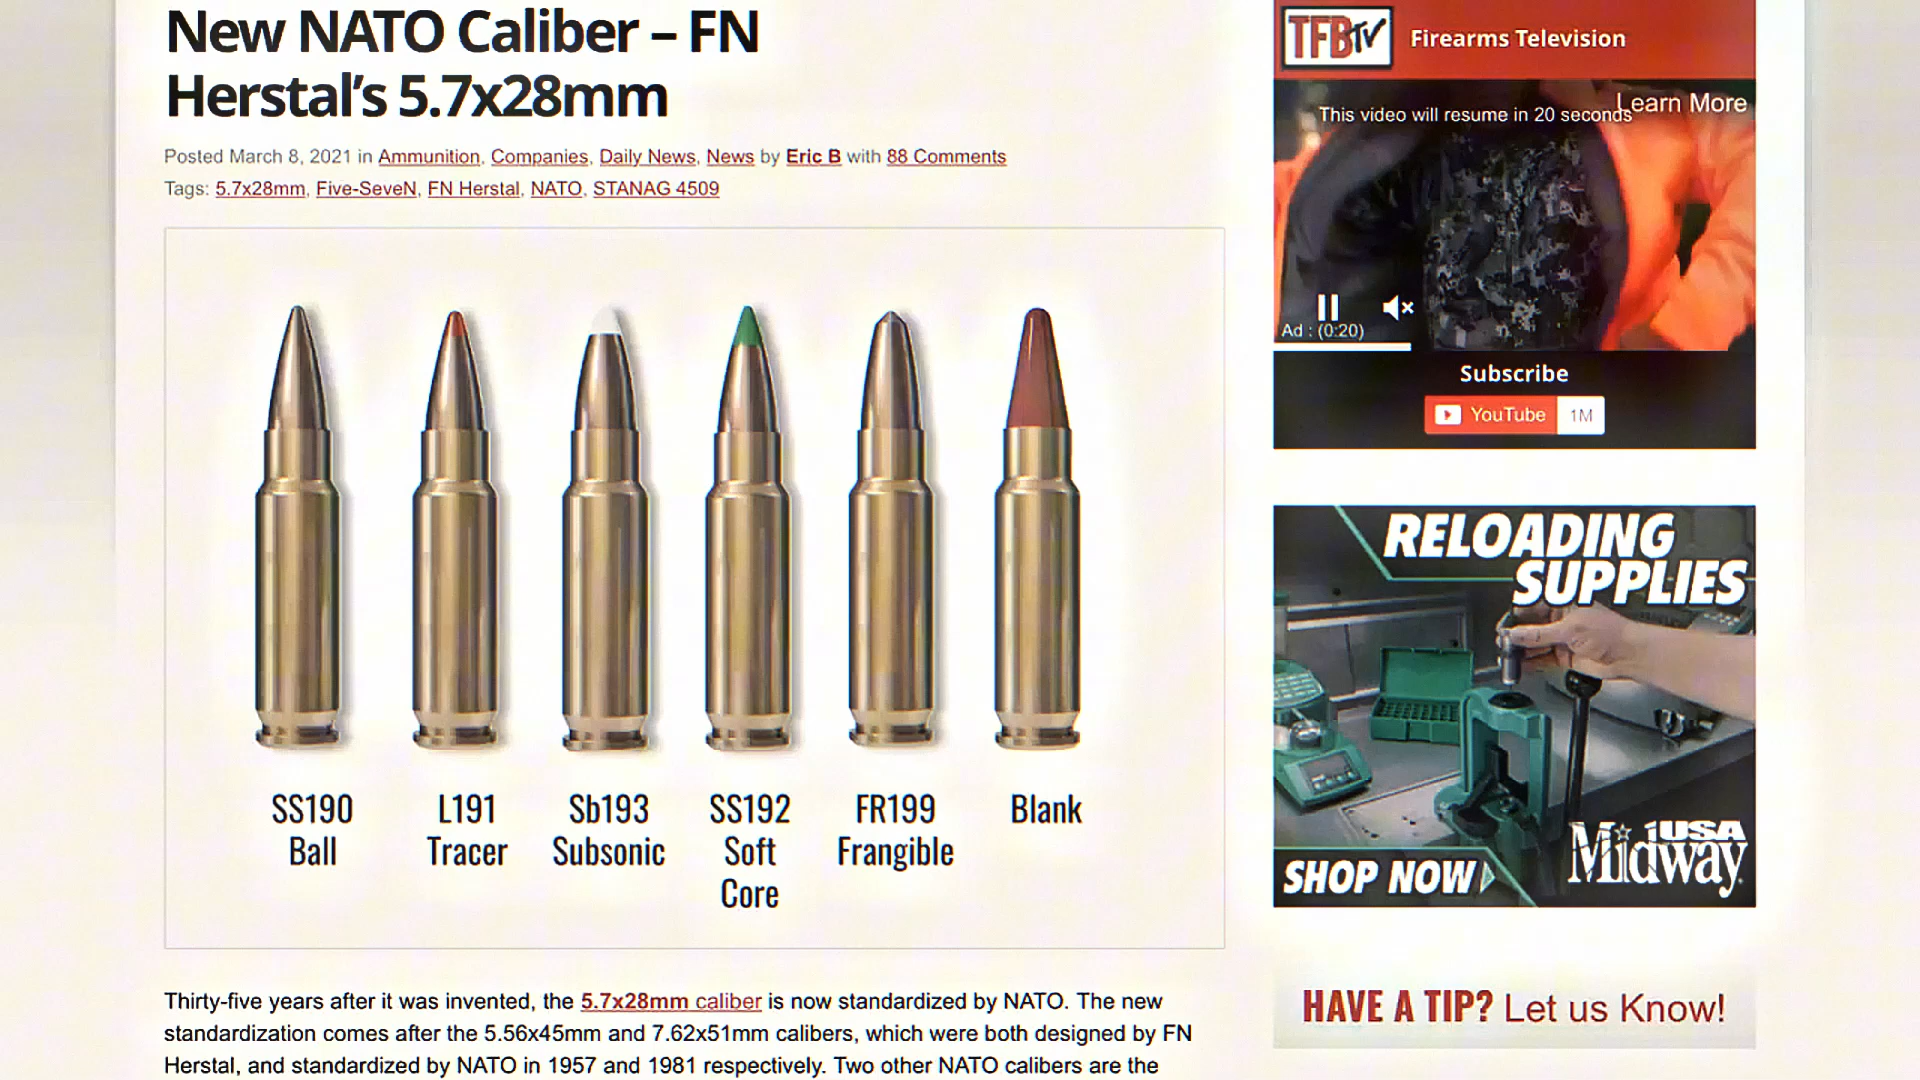 New NATO Caliber – FN
Herstal’s 5.7x28mm
Posted March 8, 2021 in Ammunition, Companies, Daily News, News by Eric B with 88 Comments
Tags: 5.7x28mm, Five-SeveN, FN Herstal, NATO, STANAG 4509
SS190
Ball
L191
Tracer
Sb193
Subsonic
SS192
Soft
Core
FR199
Frangible
Blank
Thirty-five years after it was invented, the 5.7x28mm caliber is now standardized by NATO. The new
standardization comes after the 5.56x45mm and 7.62x51mm calibers, which were both designed by FN
Herstal, and standardized by NATO in 1957 and 1981 respectively. Two other NATO calibers are the
TFBTV
Firearms Television
Learn More
This video will resume in 20 seconds
Ad : (0:20)
Subscribe
YouTube 1M
RELOADING
SUPPLIES
SHOP NOW
MidwayUSA
HAVE A TIP? Let us Know!